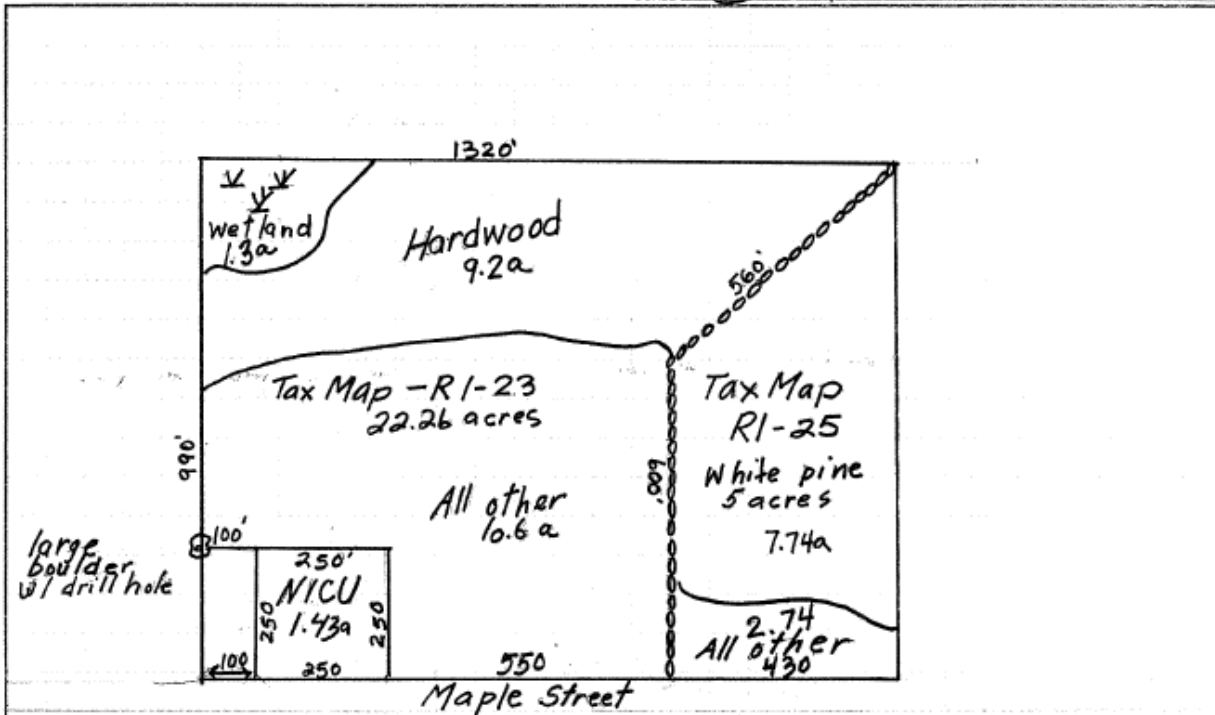 1320'
wetland
1.3a
Hardwood
9.2a
560'
Tax Map - R1-23
22.26 acres
Tax Map
R1-25
White pine
5 acres
7.74a
990'
600'
All other
10.6 a
large
boulder
w/ drill hole
100'
250'
NICU
1.43a
250
250
100
250
550
2.74
All other
430
Maple Street